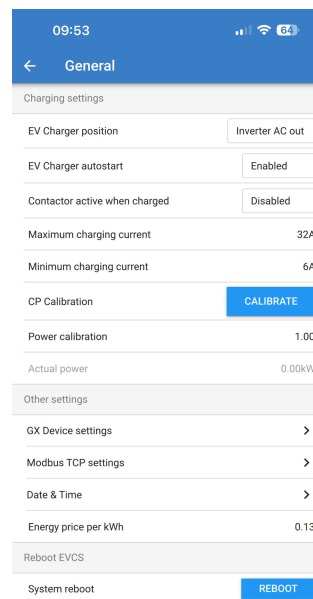 09:53
64
General
Charging settings
EV Charger position Inverter AC out
EV Charger autostart Enabled
Contactor active when charged Disabled
Maximum charging current 32A
Minimum charging current 6A
CP Calibration CALIBRATE
Power calibration 1.00
Actual power 0.00kW
Other settings
GX Device settings
Modbus TCP settings
Date & Time
Energy price per kWh 0.13
Reboot EVCS
System reboot REBOOT